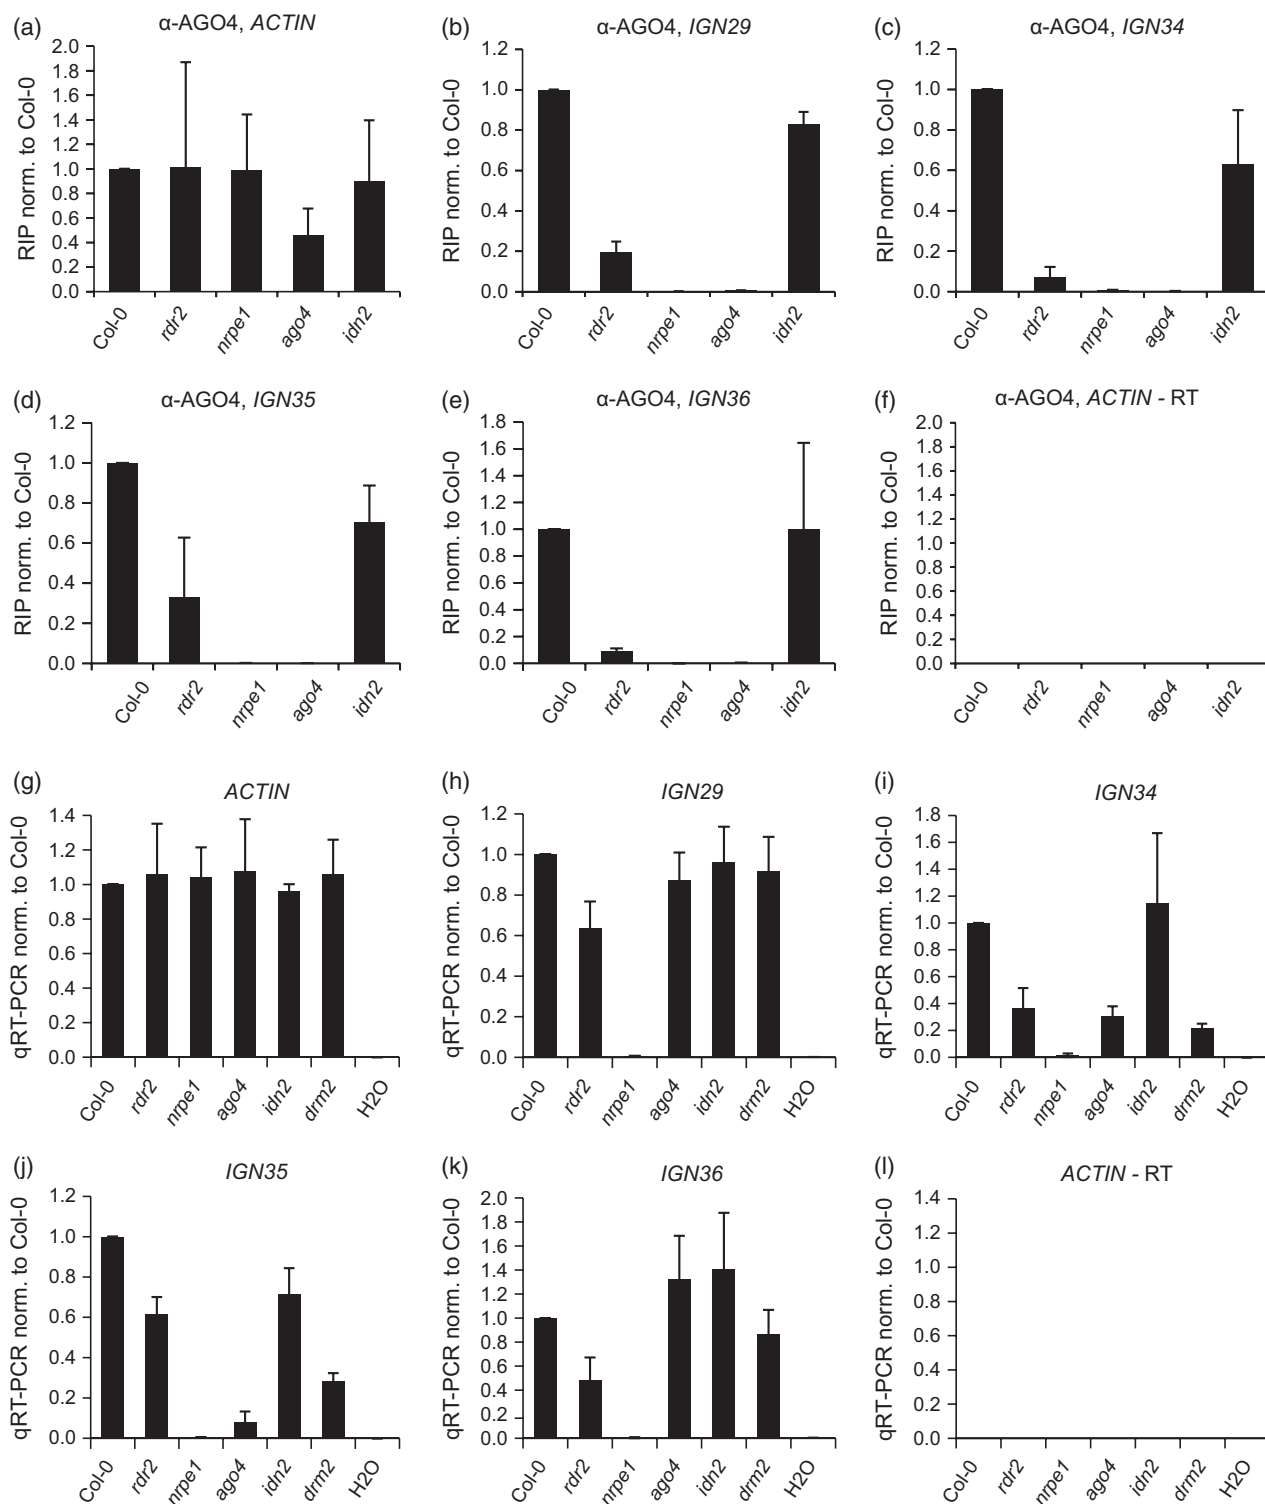 (a) α-AGO4, ACTIN
RIP norm. to Col-0
2.0
1.8
1.6
1.4
1.2
1.0
0.8
0.6
0.4
0.2
0.0
Col-0 rdr2 nrpe1 ago4 idn2
(b) α-AGO4, IGN29
RIP norm. to Col-0
1.2
1.0
0.8
0.6
0.4
0.2
0.0
Col-0 rdr2 nrpe1 ago4 idn2
(c) α-AGO4, IGN34
RIP norm. to Col-0
1.2
1.0
0.8
0.6
0.4
0.2
0.0
Col-0 rdr2 nrpe1 ago4 idn2
(d) α-AGO4, IGN35
RIP norm. to Col-0
1.2
1.0
0.8
0.6
0.4
0.2
0.0
Col-0 rdr2 nrpe1 ago4 idn2
(e) α-AGO4, IGN36
RIP norm. to Col-0
1.8
1.6
1.4
1.2
1.0
0.8
0.6
0.4
0.2
0.0
Col-0 rdr2 nrpe1 ago4 idn2
(f) α-AGO4, ACTIN - RT
RIP norm. to Col-0
2.0
1.8
1.6
1.4
1.2
1.0
0.8
0.6
0.4
0.2
0.0
Col-0 rdr2 nrpe1 ago4 idn2
(g) ACTIN
qRT-PCR norm. to Col-0
1.4
1.2
1.0
0.8
0.6
0.4
0.2
0.0
Col-0 rdr2 nrpe1 ago4 idn2 drm2 H2O
(h) IGN29
qRT-PCR norm. to Col-0
1.2
1.0
0.8
0.6
0.4
0.2
0.0
Col-0 rdr2 nrpe1 ago4 idn2 drm2 H2O
(i) IGN34
qRT-PCR norm. to Col-0
1.8
1.6
1.4
1.2
1.0
0.8
0.6
0.4
0.2
0.0
Col-0 rdr2 nrpe1 ago4 idn2 drm2 H2O
(j) IGN35
qRT-PCR norm. to Col-0
1.2
1.0
0.8
0.6
0.4
0.2
0.0
Col-0 rdr2 nrpe1 ago4 idn2 drm2 H2O
(k) IGN36
qRT-PCR norm. to Col-0
2.0
1.8
1.6
1.4
1.2
1.0
0.8
0.6
0.4
0.2
0.0
Col-0 rdr2 nrpe1 ago4 idn2 drm2 H2O
(l) ACTIN - RT
qRT-PCR norm. to Col-0
1.4
1.2
1.0
0.8
0.6
0.4
0.2
0.0
Col-0 rdr2 nrpe1 ago4 idn2 drm2 H2O